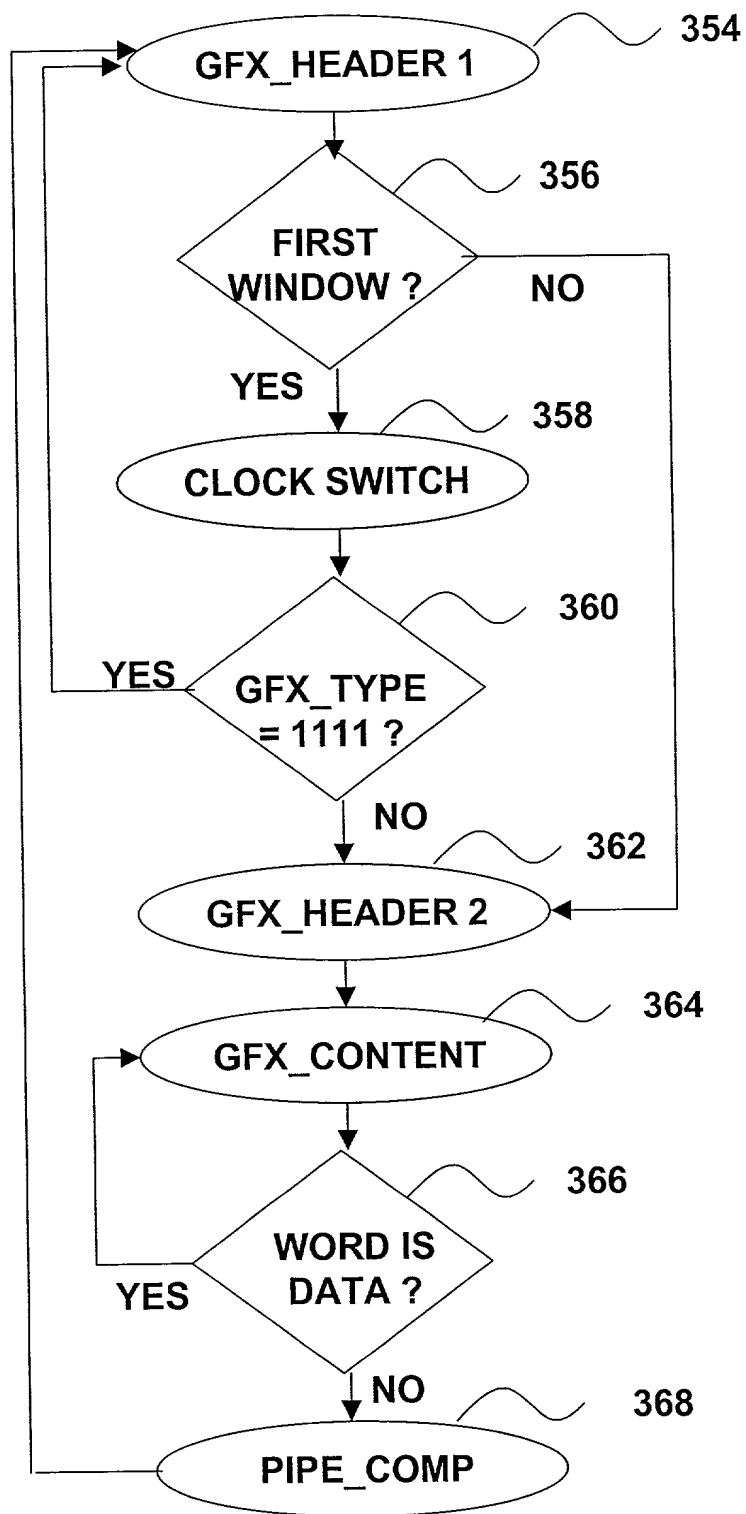 354
GFX_HEADER 1
356
FIRST
WINDOW ?
NO
YES
358
CLOCK SWITCH
360
YES
GFX_TYPE
= 1111 ?
NO
362
GFX_HEADER 2
364
GFX_CONTENT
366
WORD IS
DATA ?
YES
NO
368
PIPE_COMP